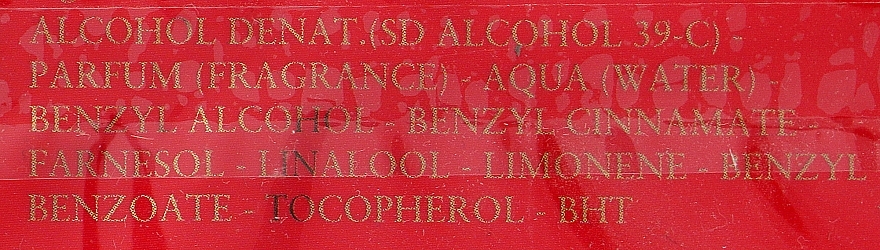 ALCOHOL DENAT.(SD ALCOHOL 39-C) -
PARFUM (FRAGRANCE) - AQUA (WATER) -
BENZYL ALCOHOL - BENZYL CINNAMATE -
FARNESOL - LINALOOL - LIMONENE - BENZYL
BENZOATE - TOCOPHEROL - BHT